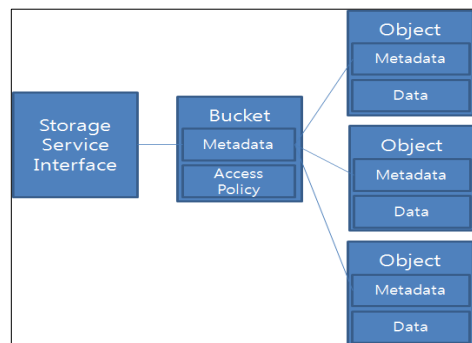 Storage
Service
Interface
Bucket
Metadata
Access
Policy
Object
Metadata
Data
Object
Metadata
Data
Object
Metadata
Data